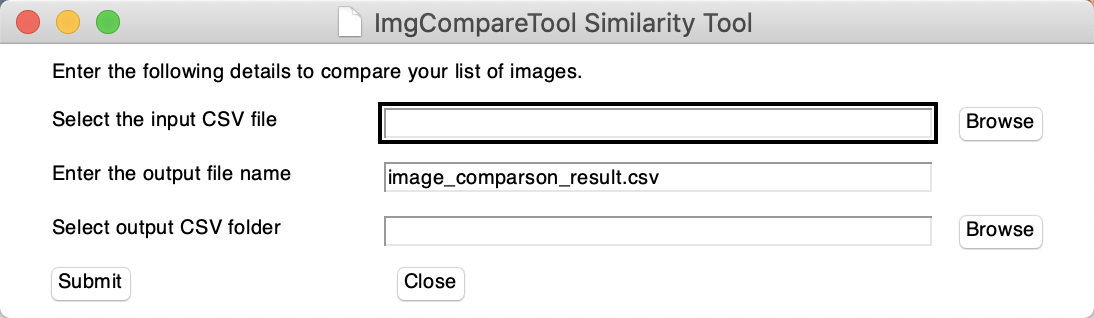 ImgCompareTool Similarity Tool
Enter the following details to compare your list of images.
Select the input CSV file
Browse
Enter the output file name
image_comparson_result.csv
Select output CSV folder
Browse
Submit
Close